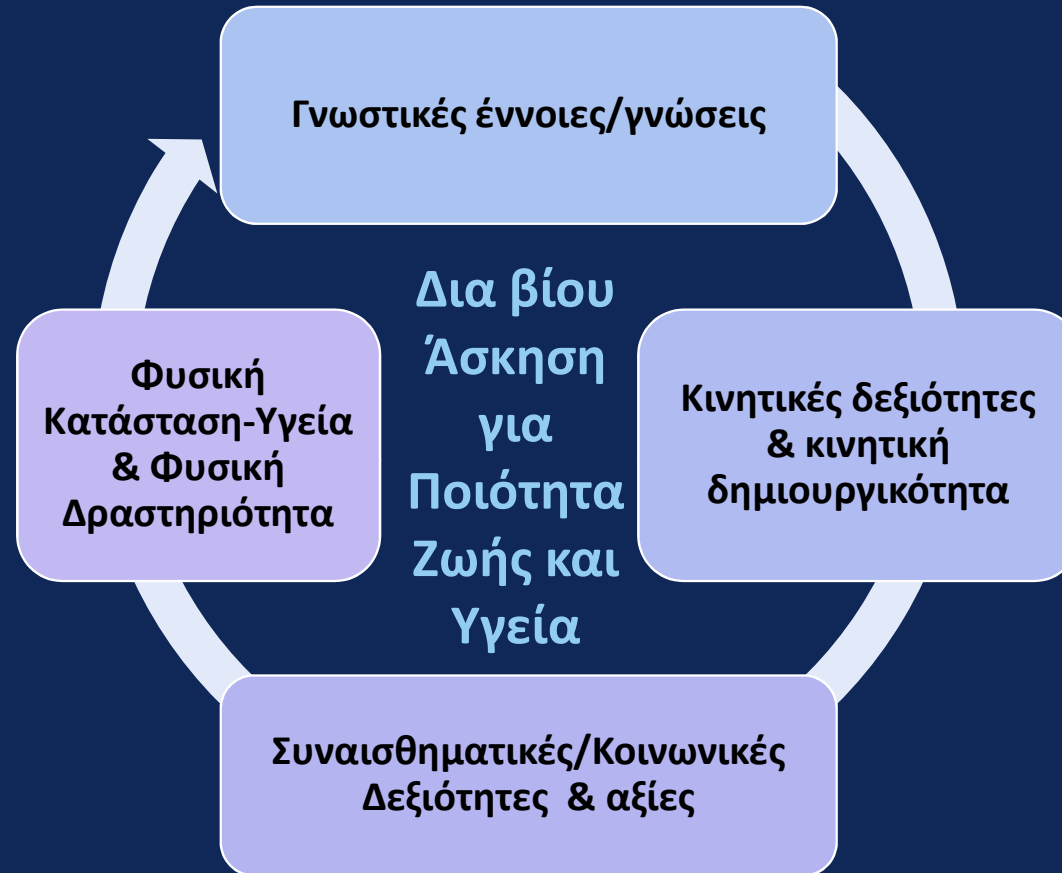 Γνωστικές έννοιες/γνώσεις
Δια βίου
Άσκηση
για
Ποιότητα
Ζωής και
Υγεία
Φυσική
Κατάσταση-Υγεία
& Φυσική
Δραστηριότητα
Κινητικές δεξιότητες
& κινητική
δημιουργικότητα
Συναισθηματικές/Κοινωνικές
Δεξιότητες & αξίες